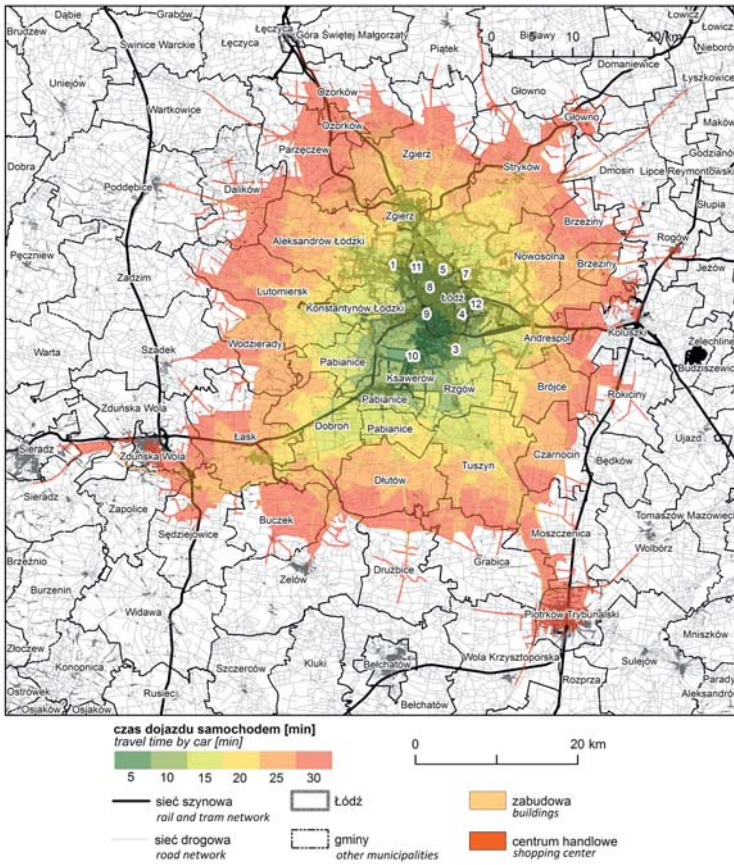 Dąbie
Grabów
Łęczyca
Góra Świętej Małgorzaty
Bielawy
Łowicz
Łowicz
Brudzew
Świnice Warckie
Łęczyca
Piątek
0 5 10 20 km
Nieborów
Domaniewice
Uniejów
Ozorków
Głowno
Łyszkowice
Wartkowice
Ozorków
Głowno
Maków
Parzęczew
Zgierz
Godzianów
Dobra
Stryków
Dmosin
Lipce Reymontowskie
Poddębice
Dalików
Słupia
Zgierz
Brzeziny
Rogów
Pęczniew
Aleksandrów Łódzki
Nowosolna
Brzeziny
Jeżów
1 11 5 7
Zadzim
8
Lutomiersk
Konstantynów Łódzki
Łódź
12
9 4
Koluszki
Warta
Wodzierady
Andrespol
Żelechlinek
Szadek
Pabianice
10
3
Budziszewice
Ksawerów
Rzgów
Brójce
Rokiciny
Zduńska Wola
Pabianice
Dobroń
Pabianice
Ujazd
Sieradz
Łask
Zduńska Wola
Tuszyn
Czarnocin
Będków
Sieradz
Dłutów
Zapolice
Buczek
Tomaszów Mazowiecki
Sędziejowice
Moszczenica
Wolbórz
Brzeźnio
Zelów
Drużbice
Grabica
Burzenin
Widawa
Piotrków Trybunalski
Złoczew
Mniszków
Konopnica
Szczerców
Kluki
Bełchatów
Wola Krzysztoporska
Sulejów
Ostrówek
Rusiec
Rozprza
Parady
Osjaków
Osjaków
Bełchatów
Aleksandrów
czas dojazdu samochodem [min]
travel time by car [min]
5 10 15 20 25 30
0 20 km
sieć szynowa
rail and tram network
Łódź
zabudowa
buildings
sieć drogowa
road network
gminy
other municipalities
centrum handlowe
shopping center